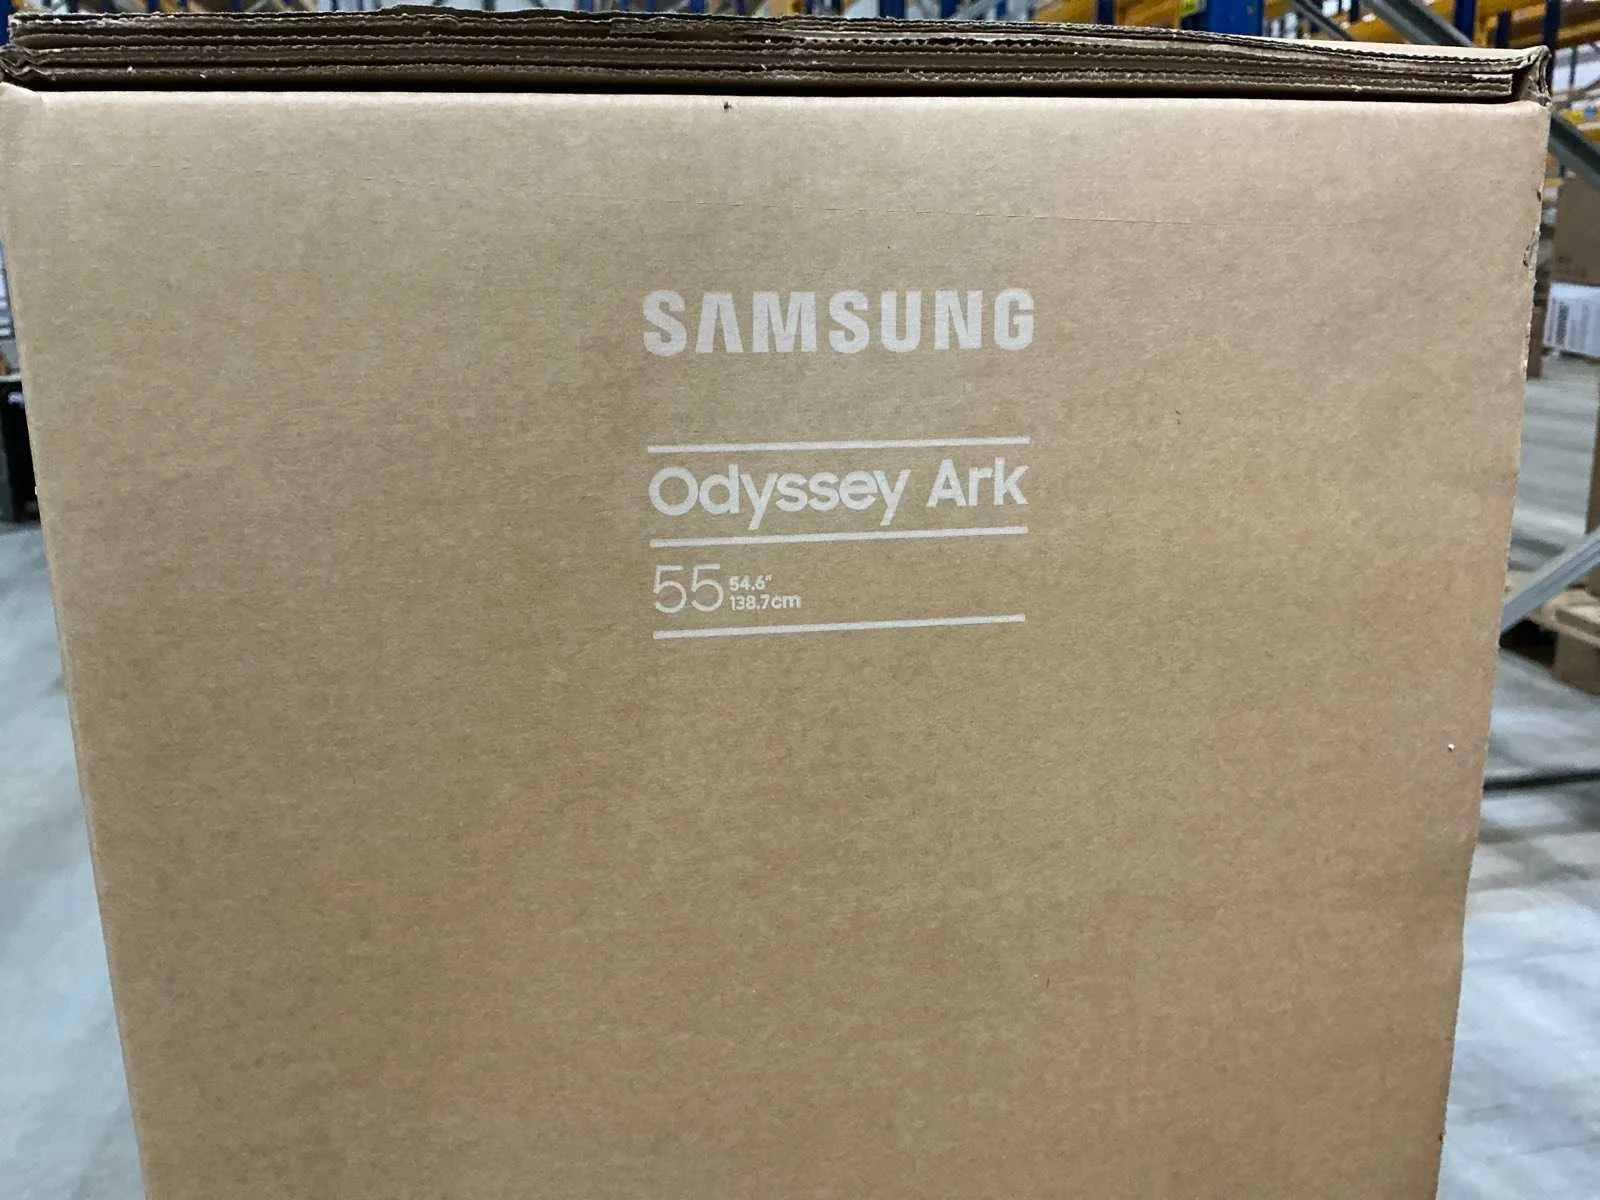 SAMSUNG
Odyssey Ark
55 54.6"
138.7cm